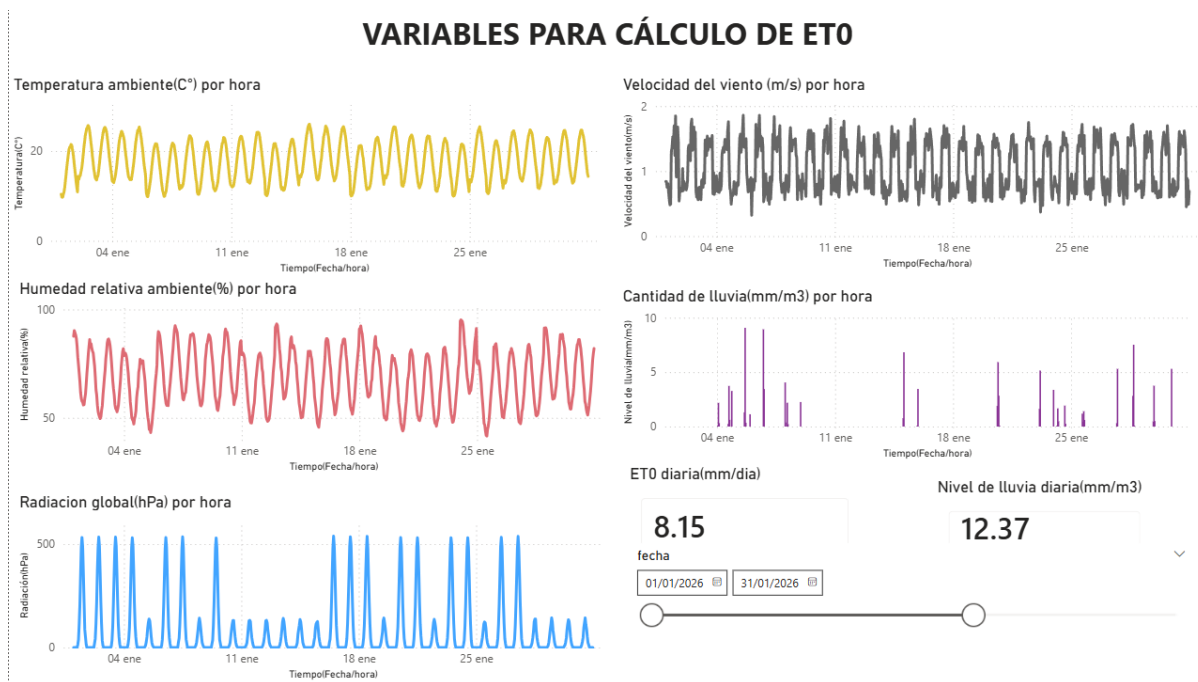 VARIABLES PARA CÁLCULO DE ET0
Temperatura ambiente(C°) por hora
Temperatura(C°)
20
0
04 ene 11 ene 18 ene 25 ene
Tiempo(Fecha/hora)
Velocidad del viento (m/s) por hora
Velocidad del viento(m/s)
2
1
0
04 ene 11 ene 18 ene 25 ene
Tiempo(Fecha/hora)
Humedad relativa ambiente(%) por hora
Humedad relativa(%)
100
50
04 ene 11 ene 18 ene 25 ene
Tiempo(Fecha/hora)
Cantidad de lluvia(mm/m3) por hora
Nivel de lluvia(mm/m3)
10
5
0
04 ene 11 ene 18 ene 25 ene
Tiempo(Fecha/hora)
Radiacion global(hPa) por hora
Radiación(hPa)
500
0
04 ene 11 ene 18 ene 25 ene
Tiempo(Fecha/hora)
ET0 diaria(mm/dia)
8.15
Nivel de lluvia diaria(mm/m3)
12.37
fecha
01/01/2026 31/01/2026